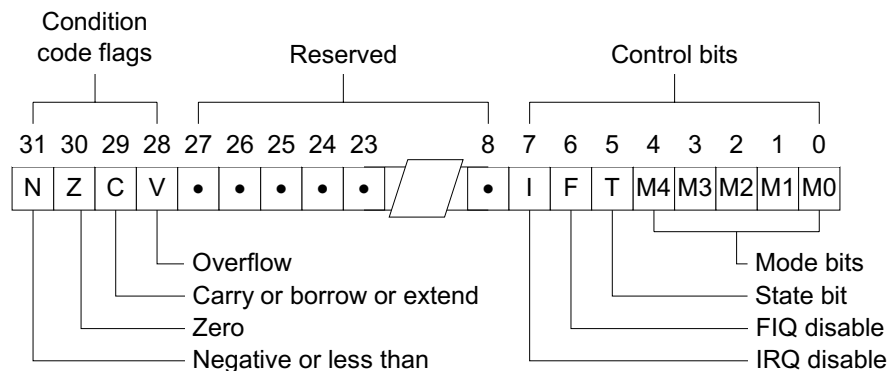 Condition
code flags Reserved Control bits
31 30 29 28 27 26 25 24 23 8 7 6 5 4 3 2 1 0
N Z C V • • • • • • I F T M4 M3 M2 M1 M0
Overflow Mode bits
Carry or borrow or extend State bit
Zero FIQ disable
Negative or less than IRQ disable